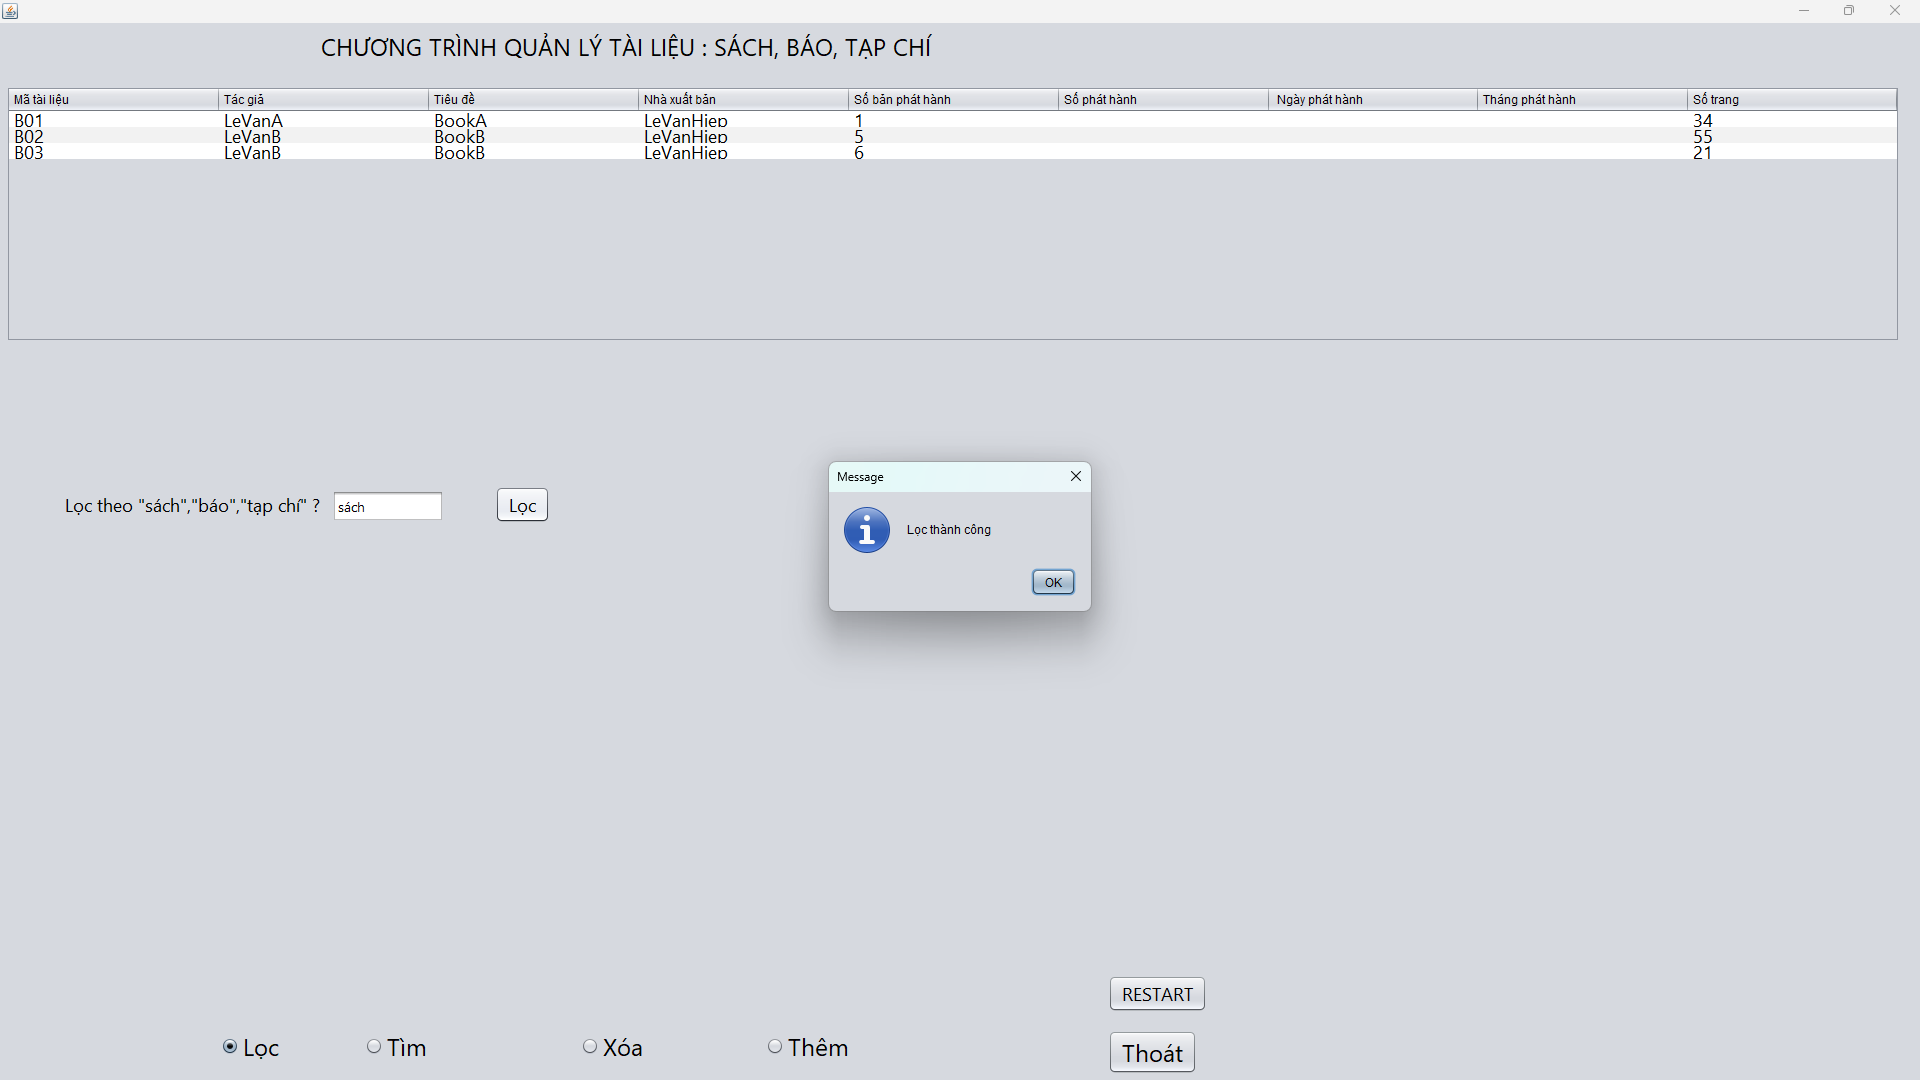 CHƯƠNG TRÌNH QUẢN LÝ TÀI LIỆU : SÁCH, BÁO, TẠP CHÍ
Mã tài liệu Tác giả Tiêu đề Nhà xuất bản Số bản phát hành Số phát hành Ngày phát hành Tháng phát hành Số trang
B01 LeVanA BookA LeVanHiep 1 34
B02 LeVanB BookB LeVanHiep 5 55
B03 LeVanB BookB LeVanHiep 6 21
Message
Lọc thành công
OK
Lọc theo "sách","báo","tạp chí" ? sách Lọc
RESTART
Lọc Tìm Xóa Thêm Thoát